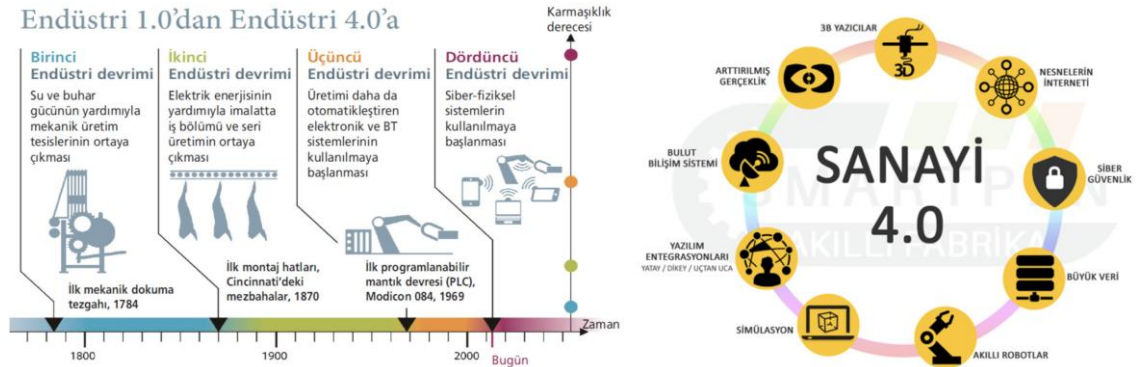 Endüstri 1.0'dan Endüstri 4.0'a
Karmaşıklık
derecesi
Birinci
Endüstri devrimi
Su ve buhar
gücünün yardımıyla
mekanik üretim
tesislerinin ortaya
çıkması
İkinci
Endüstri devrimi
Elektrik enerjisinin
yardımıyla imalatta
iş bölümü ve seri
üretimin ortaya
çıkması
Üçüncü
Endüstri devrimi
Üretimi daha da
otomatikleştiren
elektronik ve BT
sistemlerinin
kullanılmaya
başlanması
Dördüncü
Endüstri devrimi
Siber-fiziksel
sistemlerin
kullanılmaya
başlanması
İlk mekanik dokuma
tezgahı, 1784
İlk montaj hatları,
Cincinnati'deki
mezbahalar, 1870
İlk programlanabilir
mantık devresi (PLC),
Modicon 084, 1969
Zaman
1800
1900
2000
Bugün
3B YAZICILAR
3D
NESNELERİN
İNTERNETİ
SİBER
GÜVENLİK
BÜYÜK VERİ
AKILLI ROBOTLAR
SİMÜLASYON
YAZILIM
ENTEGRASYONLARI
YATAY / DİKEY / UÇTAN UCA
BULUT
BİLİŞİM SİSTEMİ
ARTTIRILMIŞ
GERÇEKLİK
SANAYİ
4.0
AKILLI FABRİKA